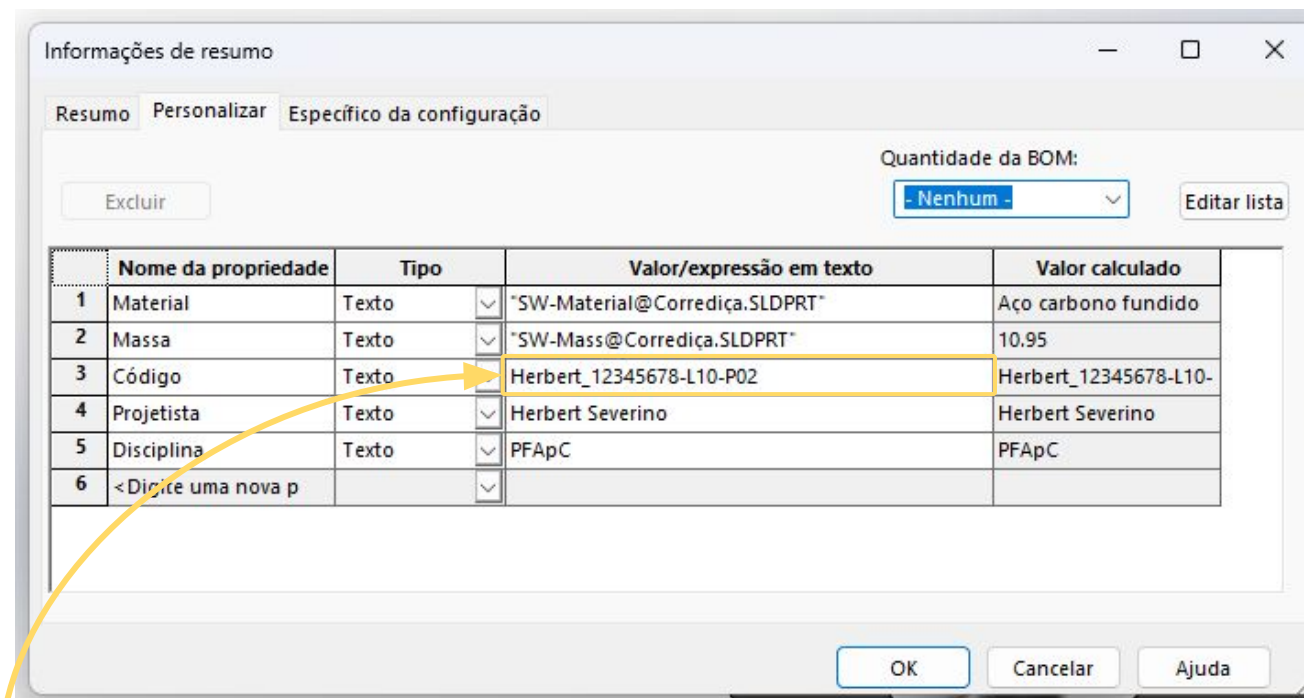 Informações de resumo
Resumo Personalizar Específico da configuração
Quantidade da BOM:
Excluir - Nenhum - Editar lista
Nome da propriedade Tipo Valor/expressão em texto Valor calculado
1 Material Texto "SW-Material@Corrediça.SLDPRT" Aço carbono fundido
2 Massa Texto "SW-Mass@Corrediça.SLDPRT" 10.95
3 Código Texto Herbert_12345678-L10-P02 Herbert_12345678-L10-
4 Projetista Texto Herbert Severino Herbert Severino
5 Disciplina Texto PFApC PFApC
6 <Digite uma nova p
OK Cancelar Ajuda